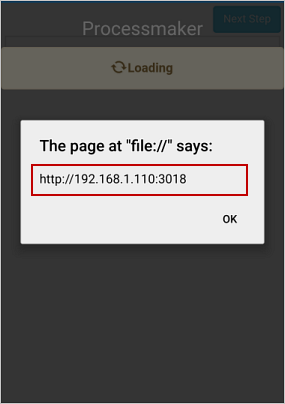 Processmaker
Next Step
Loading
The page at "file://" says:
http://192.168.1.110:3018
OK